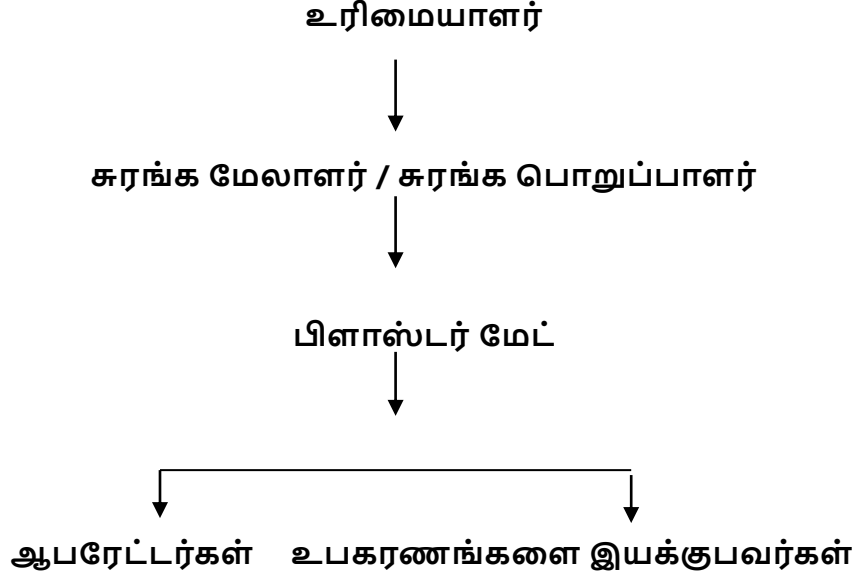 உரிமையாளர்
சுரங்க மேலாளர் / சுரங்க பொறுப்பாளர்
பிளாஸ்டர் மேட்
ஆபரேட்டர்கள் உபகரணங்களை இயக்குபவர்கள்